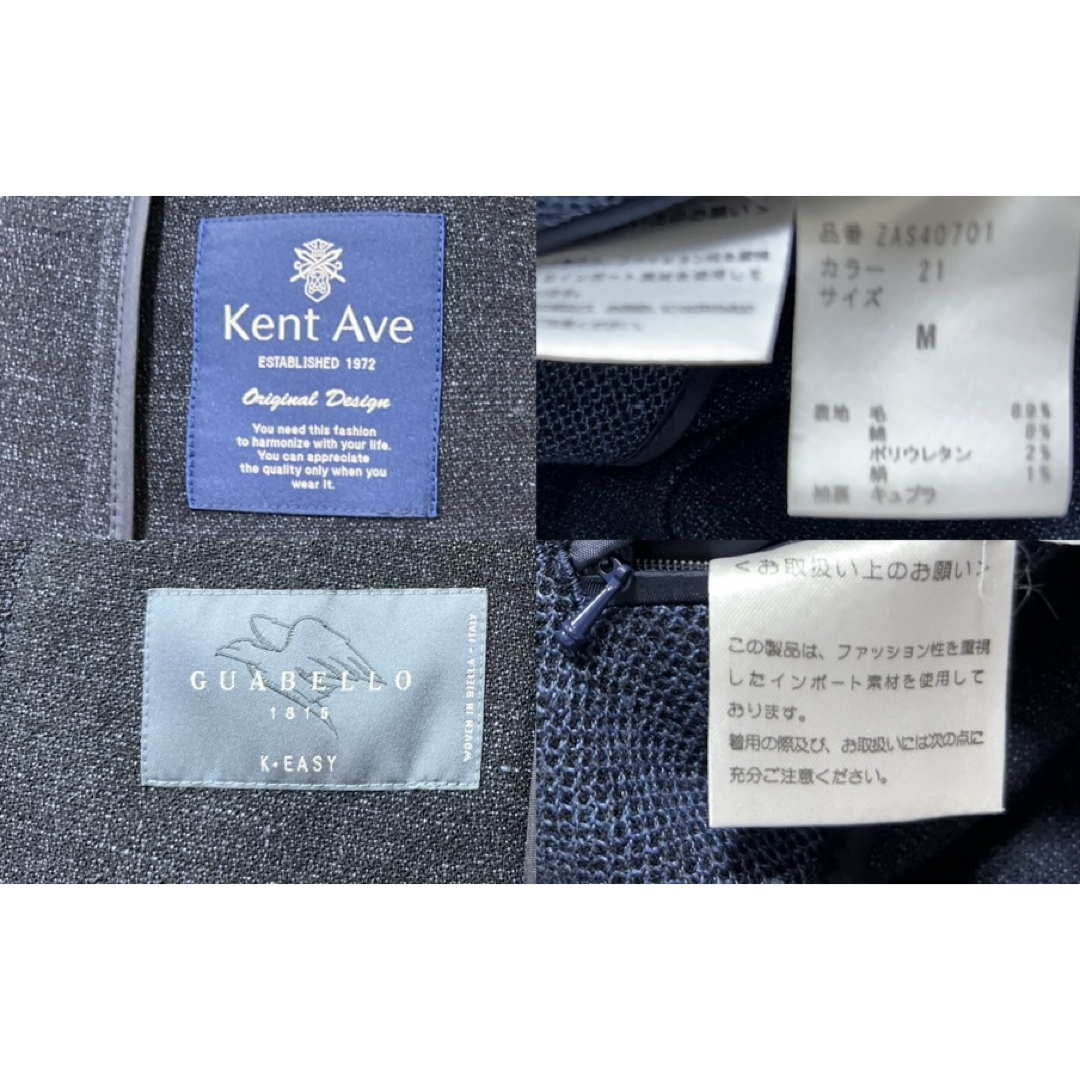 Kent Ave
ESTABLISHED 1972
Original Design
You need this fashion
to harmonize with your life.
You can appreciate
the quality only when you
wear it.
品番 ZAS40701
カラー 21
サイズ
M
表地 毛
綿
ポリウレタン 2%
絹 1%
袖裏 キュプラ
GUABELLO
1815
K•EASY
WOVEN IN BIELLA - ITALY
<お取扱い上のお願い>
この製品は、ファッション性を重視
したインポート素材を使用して
おります。
着用の際及び、お取扱いには次の点に
充分ご注意ください。